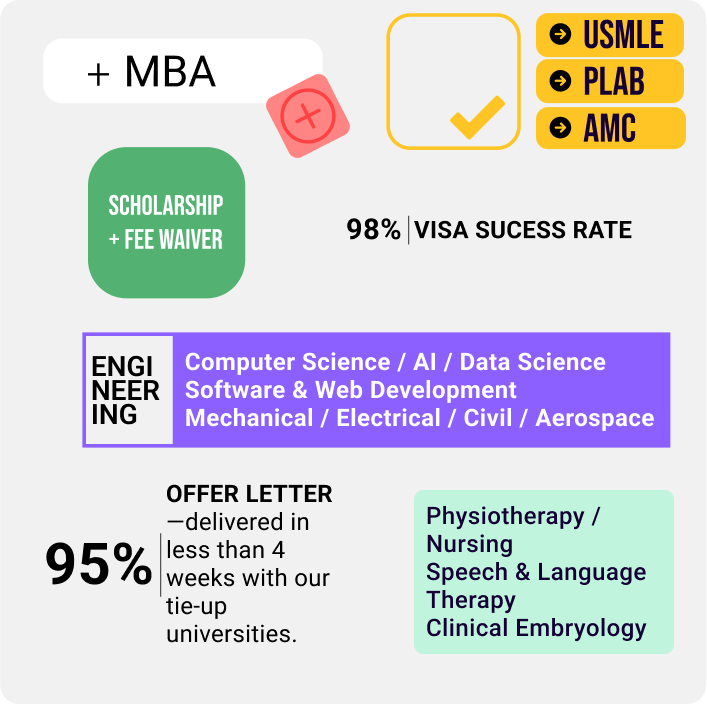 + MBA
USMLE
PLAB
AMC
SCHOLARSHIP
+ FEE WAIVER
98% VISA SUCESS RATE
ENGI
NEER
ING
Computer Science / AI / Data Science
Software & Web Development
Mechanical / Electrical / Civil / Aerospace
95%
OFFER LETTER
—delivered in
less than 4
weeks with our
tie-up
universities.
Physiotherapy /
Nursing
Speech & Language
Therapy
Clinical Embryology